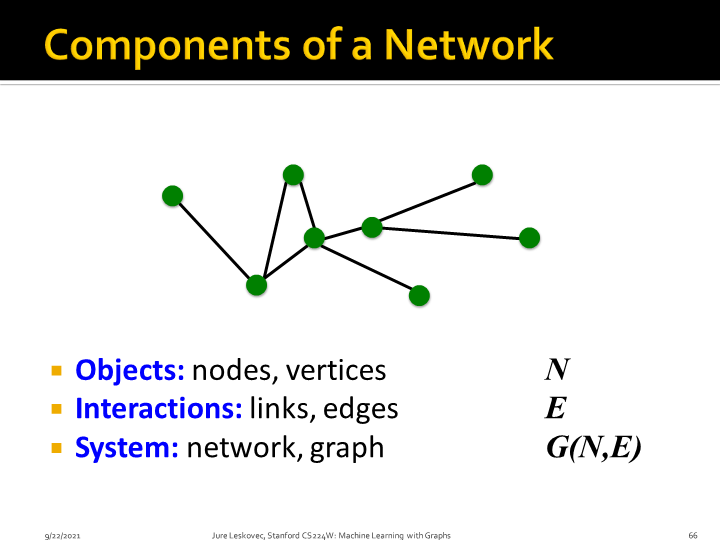 Components of a Network
Objects: nodes, vertices N
Interactions: links, edges E
System: network, graph G(N,E)
9/22/2021 Jure Leskovec, Stanford CS224W: Machine Learning with Graphs 66